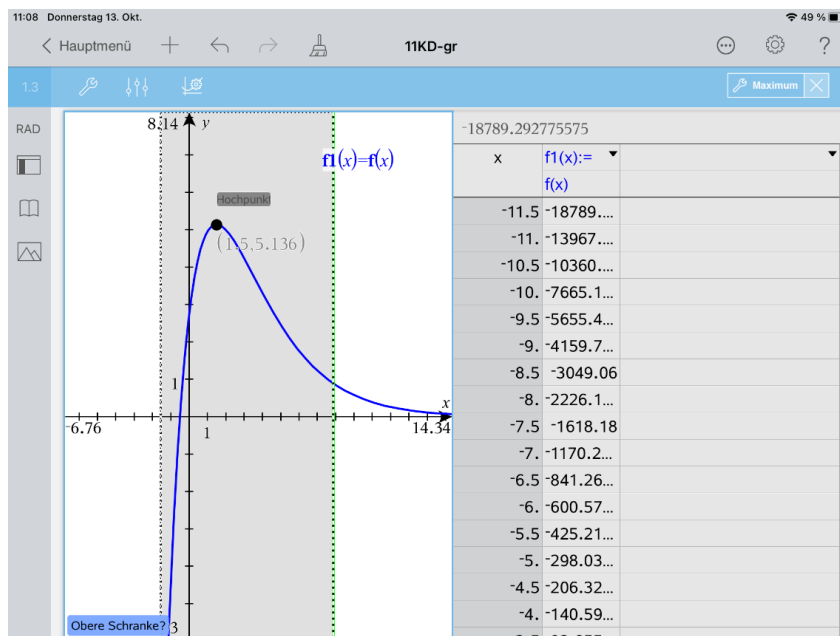 11:08 Donnerstag 13. Okt. 49 %
Hauptmenü 11KD-gr ?
1.3 Maximum
RAD
8.14 y
f1(x)=f(x)
Hochpunkt
(1.5,5.136)
1
x
-6.76 1 14.34
Obere Schranke? 3
-18789.292775575
x f1(x):=
f(x)
-11.5 -18789....
-11. -13967....
-10.5 -10360....
-10. -7665.1...
-9.5 -5655.4...
-9. -4159.7...
-8.5 -3049.06
-8. -2226.1...
-7.5 -1618.18
-7. -1170.2...
-6.5 -841.26...
-6. -600.57...
-5.5 -425.21...
-5. -298.03...
-4.5 -206.32...
-4. -140.59...